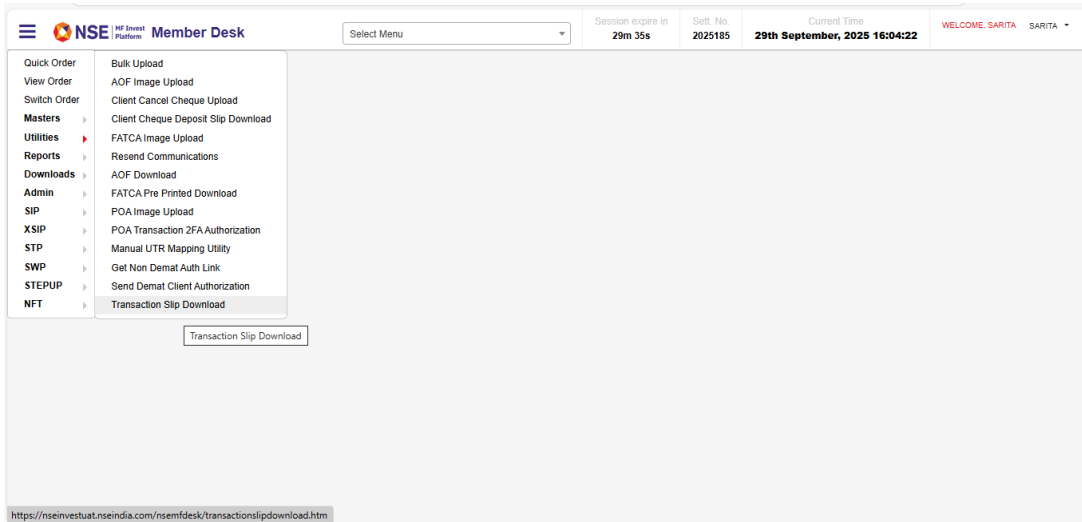 NSE MF Invest Platform Member Desk
Select Menu
Session expire in
29m 35s
Sett. No.
2025185
Current Time
29th September, 2025 16:04:22
WELCOME, SARITA
SARITA
Quick Order
View Order
Switch Order
Masters
Utilities
Reports
Downloads
Admin
SIP
XSIP
STP
SWP
STEPUP
NFT
Bulk Upload
AOF Image Upload
Client Cancel Cheque Upload
Client Cheque Deposit Slip Download
FATCA Image Upload
Resend Communications
AOF Download
FATCA Pre Printed Download
POA Image Upload
POA Transaction 2FA Authorization
Manual UTR Mapping Utility
Get Non Demat Auth Link
Send Demat Client Authorization
Transaction Slip Download
Transaction Slip Download
https://nseinvestuat.nseindia.com/nsemfdesk/transactionslipdownload.htm